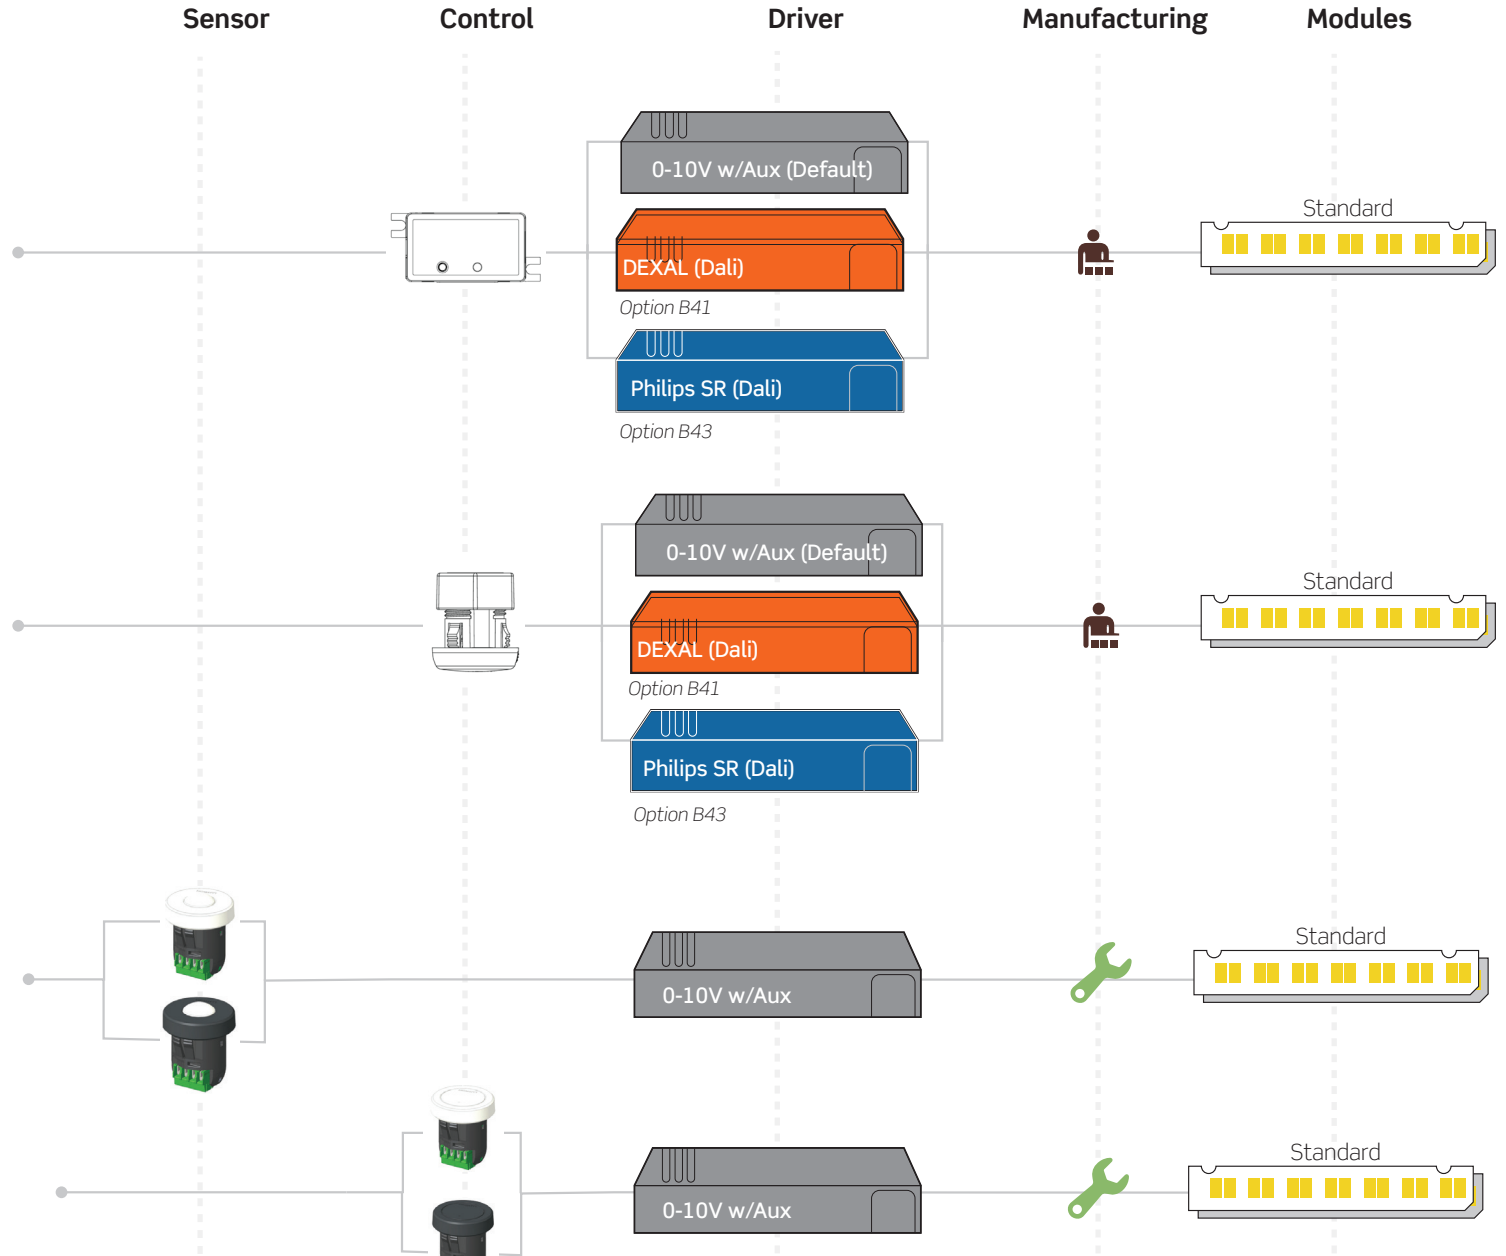 Sensor Control Driver Manufacturing Modules
0-10V w/Aux (Default)
Standard
DEXAL (Dali)
Option B41
Philips SR (Dali)
Option B43
0-10V w/Aux (Default)
Standard
DEXAL (Dali)
Option B41
Philips SR (Dali)
Option B43
Standard
0-10V w/Aux
Standard
0-10V w/Aux